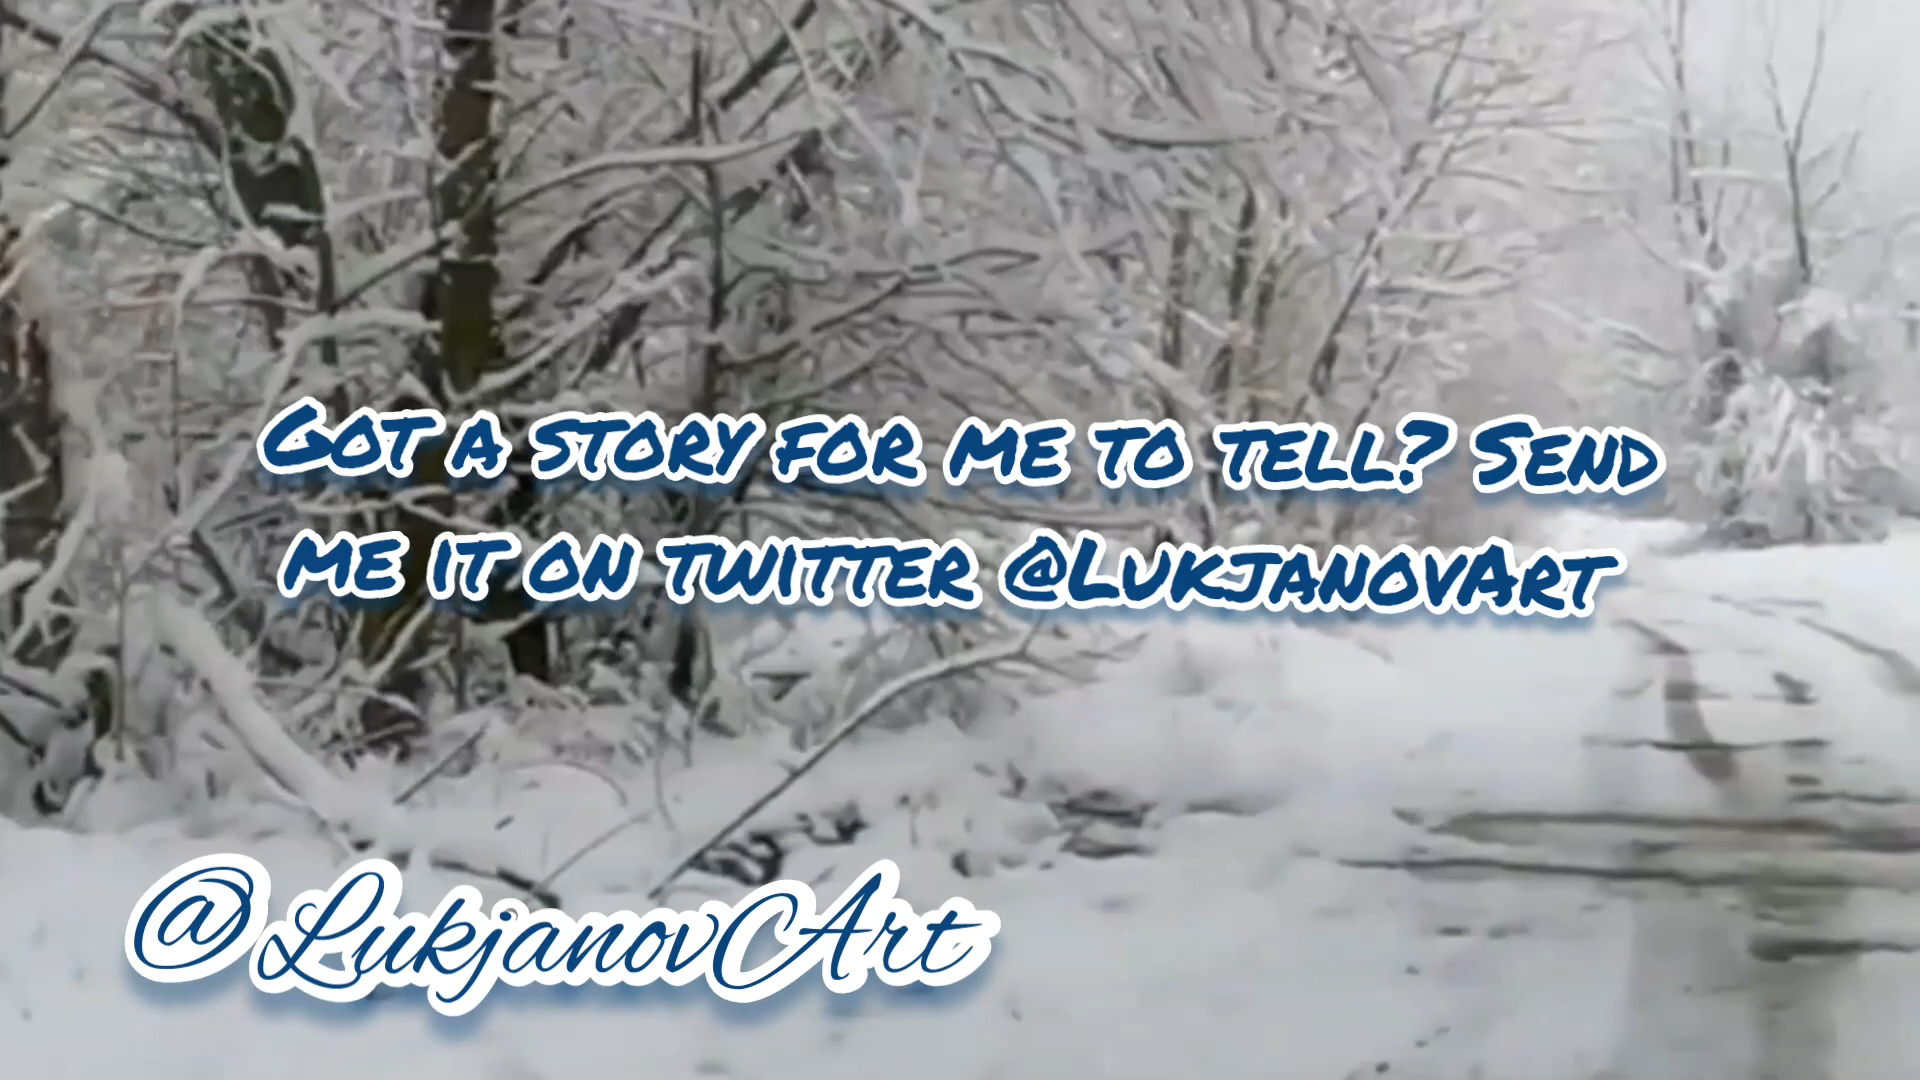 Got a story for me to tell? Send
me it on twitter @LukjanovArt
@LukjanovArt